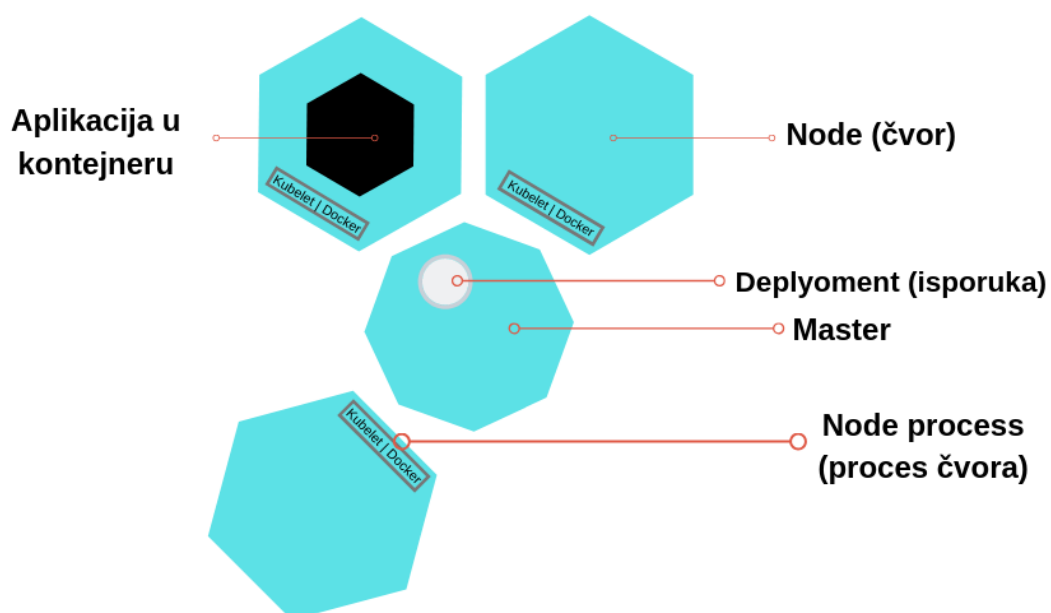 Aplikacija u
kontejneru
Kubelet | Docker
Kubelet | Docker
Node (čvor)
Deplyoment (isporuka)
Master
Kubelet | Docker
Node process
(proces čvora)